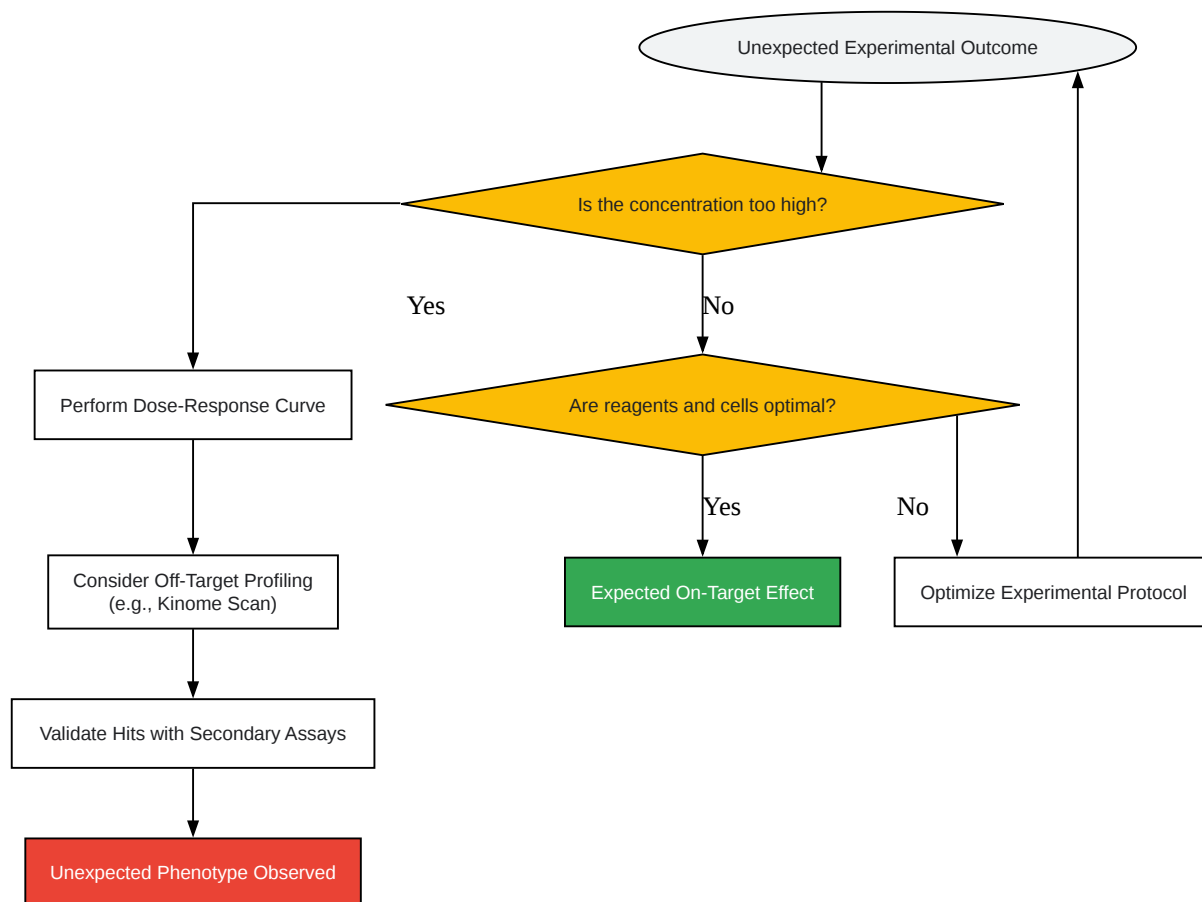 Unexpected Experimental Outcome
Is the concentration too high?
Yes
No
Perform Dose-Response Curve
Are reagents and cells optimal?
Yes
No
Consider Off-Target Profiling
(e.g., Kinome Scan)
Expected On-Target Effect
Optimize Experimental Protocol
Validate Hits with Secondary Assays
Unexpected Phenotype Observed